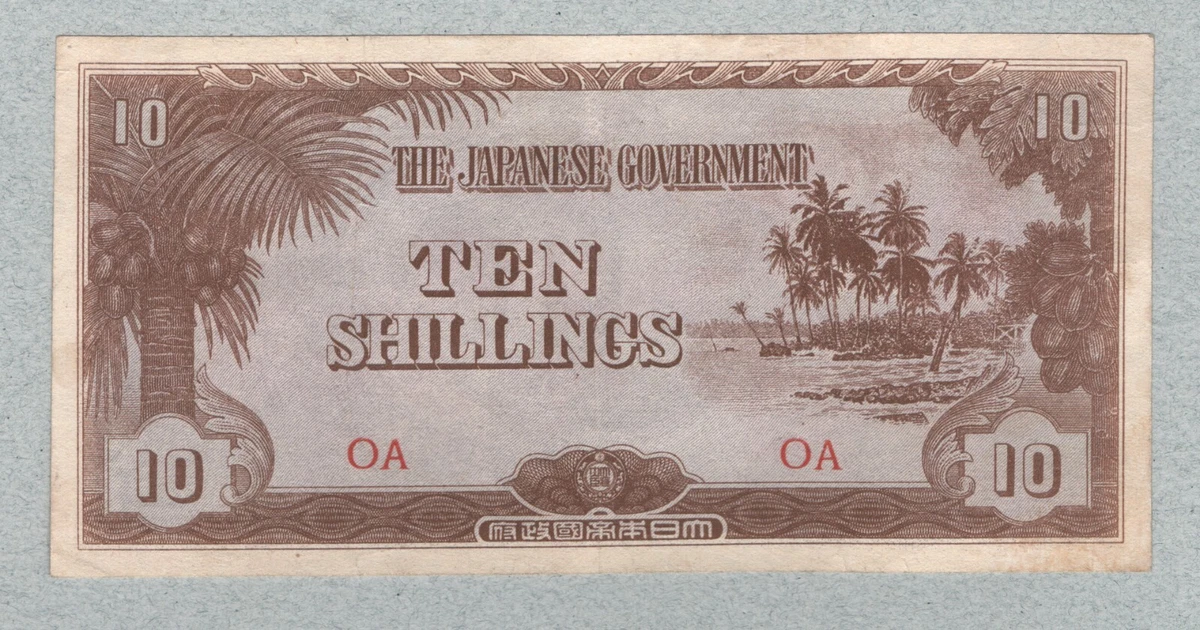 10 10
THE JAPANESE GOVERNMENT
TEN
SHILLINGS
OA OA
10 10
大日本帝國政府